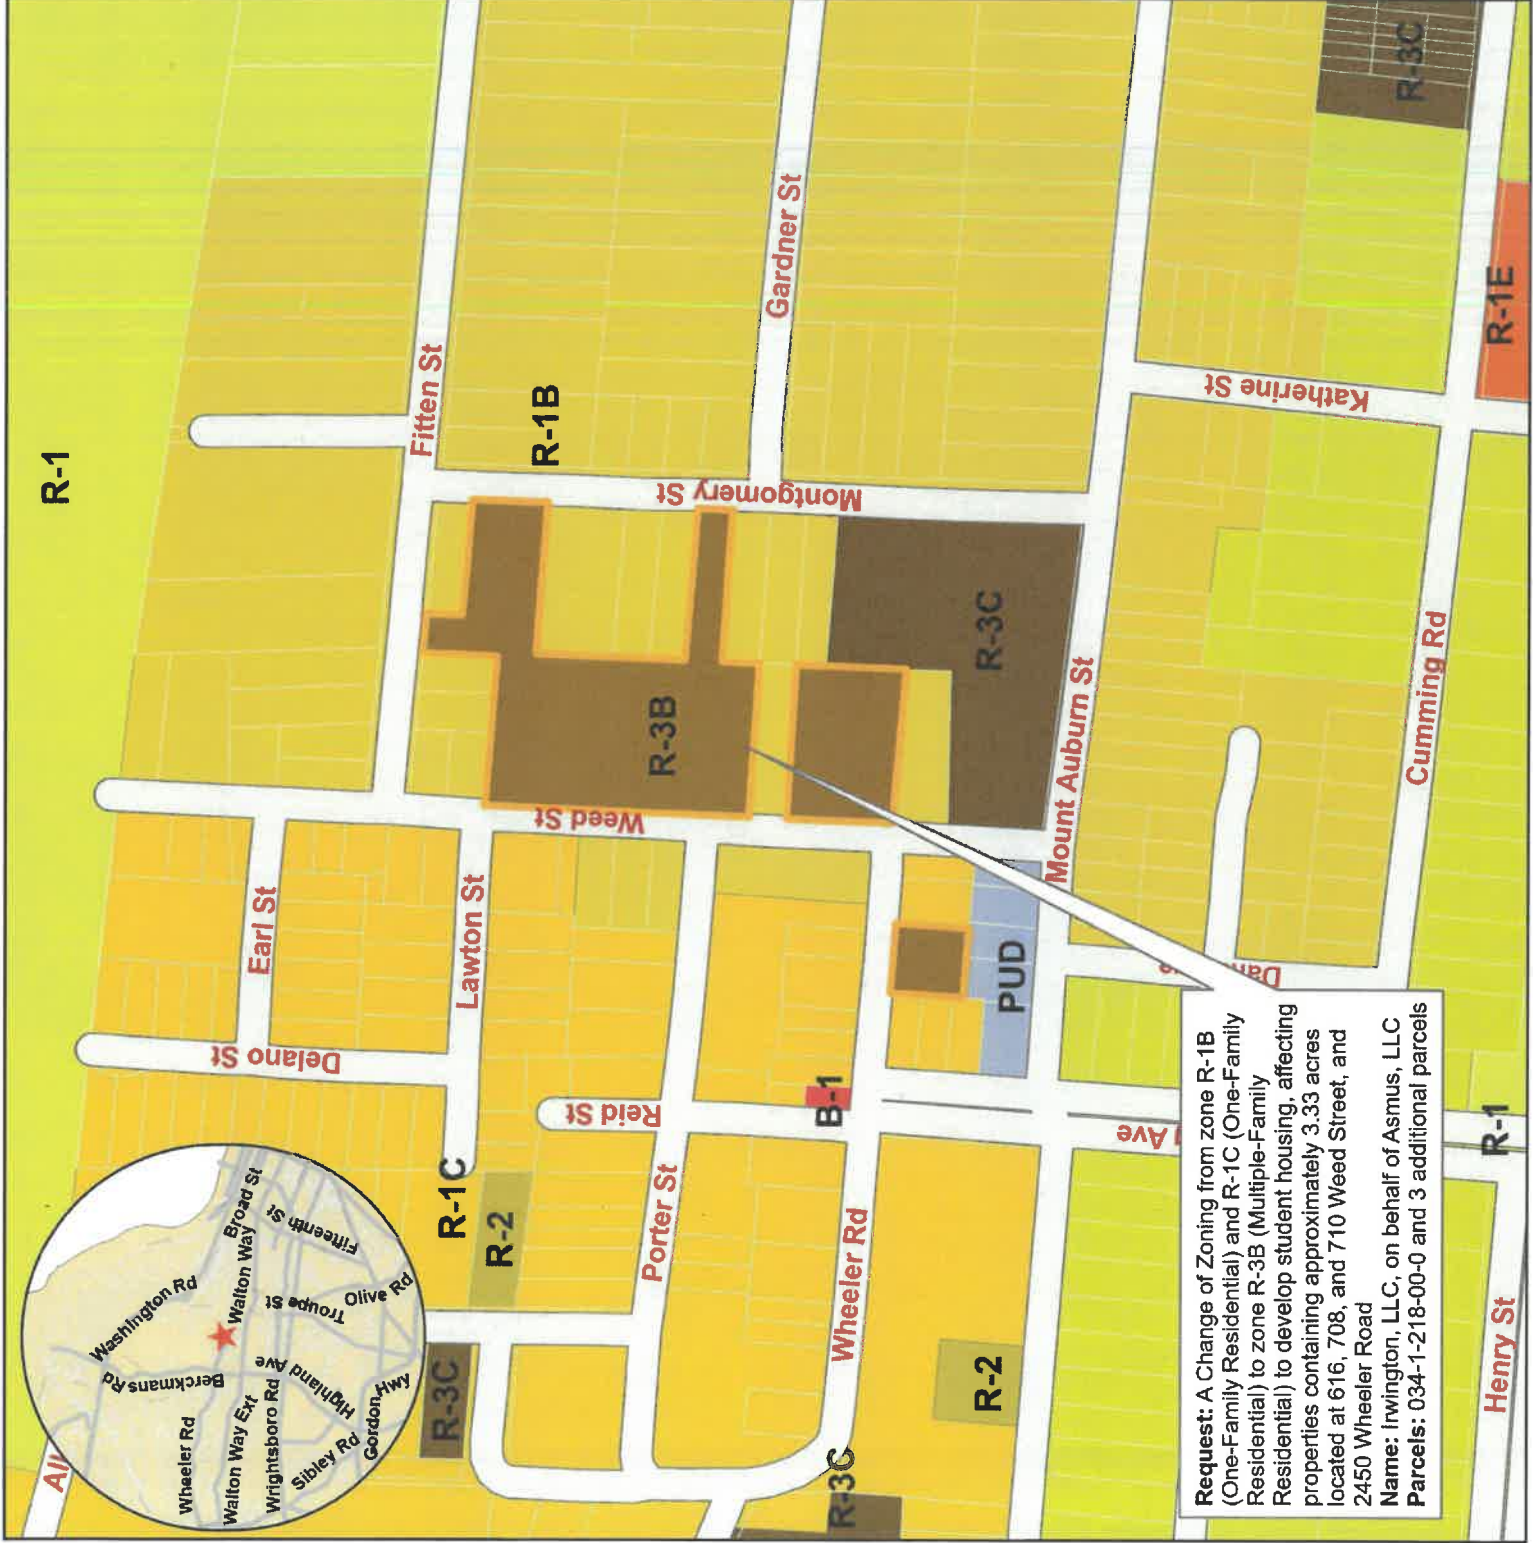 R-1
Fitten St
R-1B
Gardner St
Montgomery St
R-3C
R-1E
Katherine St
R-3B
R-3C
Weed St
Mount Auburn St
Cumming Rd
Earl St
Lawton St
Delano St
Reid St
B-1
PUD
Dan
Ave
R-1
R-1C
R-2
Porter St
Wheeler Rd
R-3C
R-2
R-3C
Henry St
Al
Washington Rd
Broad St
Walton Way
Fifteenth St
Troupe St
Olive Rd
Berckmans Rd
Highland Ave
Wheeler Rd
Walton Way Ext
Wrightsboro Rd
Sibley Rd
Gordon Hwy
Request: A Change of Zoning from zone R-1B
(One-Family Residential) and R-1C (One-Family
Residential) to zone R-3B (Multiple-Family
Residential) to develop student housing, affecting
properties containing approximately 3.33 acres
located at 616, 708, and 710 Weed Street, and
2450 Wheeler Road
Name: Irwington, LLC, on behalf of Asmus, LLC
Parcels: 034-1-218-00-0 and 3 additional parcels